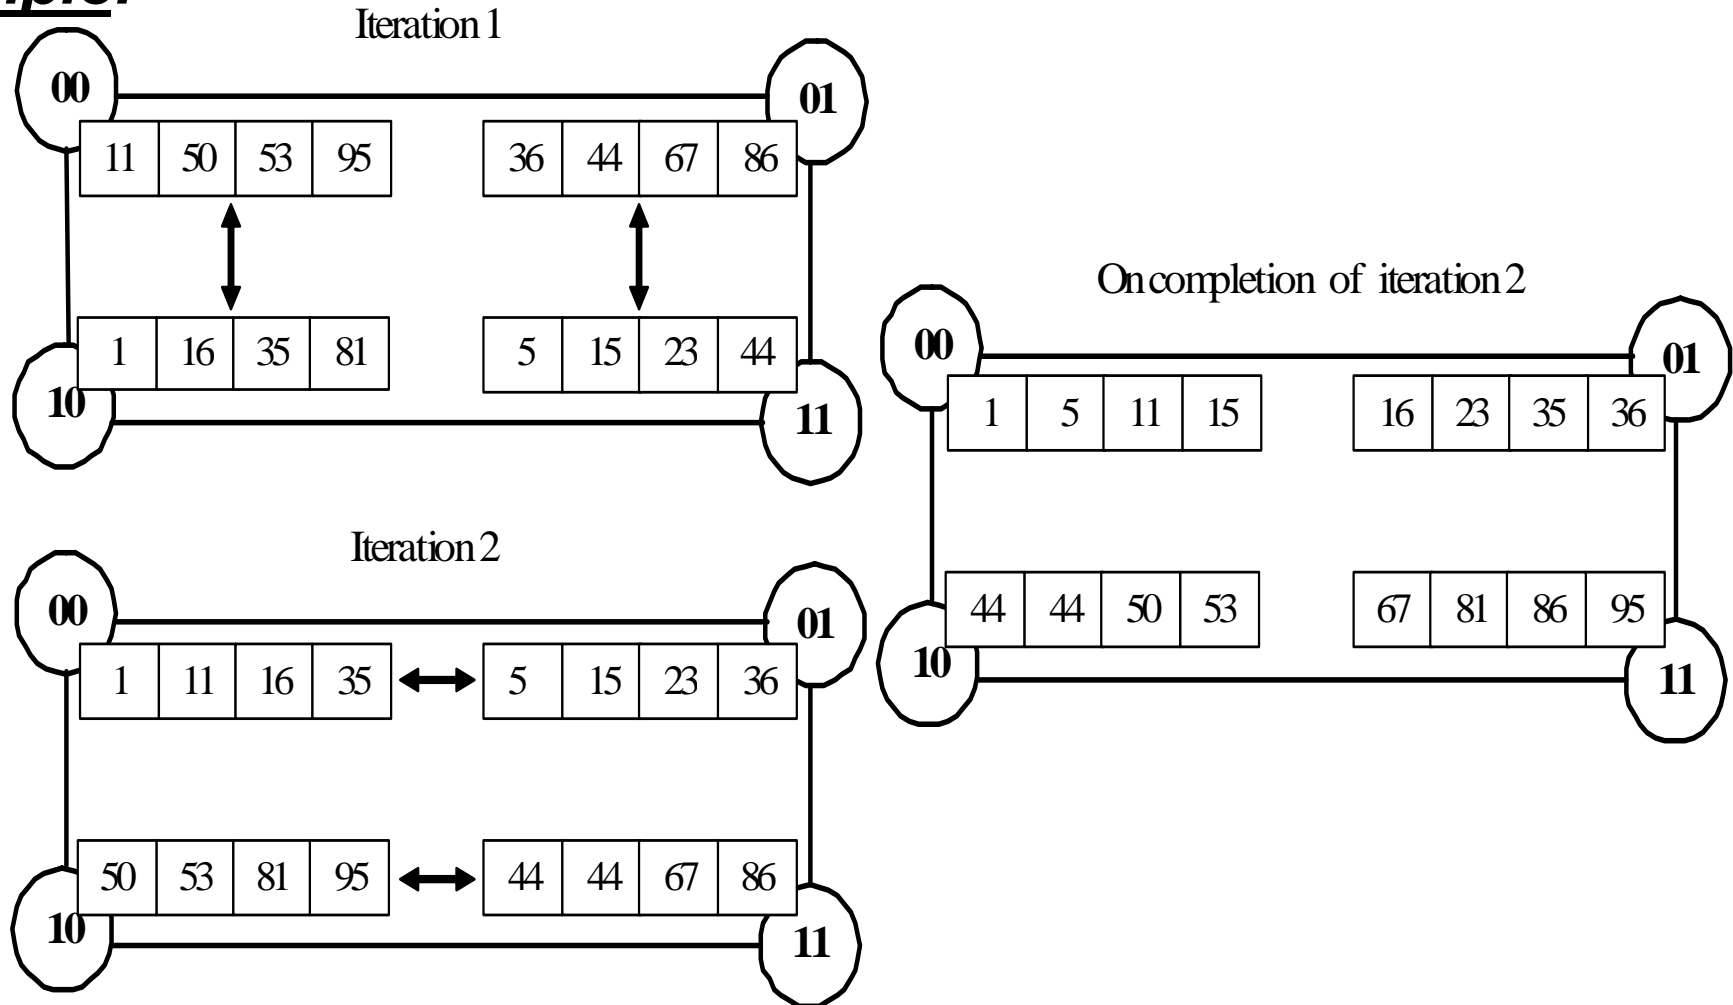 Iteration 1
00
01
11 50 53 95
36 44 67 86
1 16 35 81
5 15 23 44
10
11
Iteration 2
00
01
1 11 16 35
5 15 23 36
50 53 81 95
44 44 67 86
10
11
On completion of iteration 2
00
01
1 5 11 15
16 23 35 36
44 44 50 53
67 81 86 95
10
11